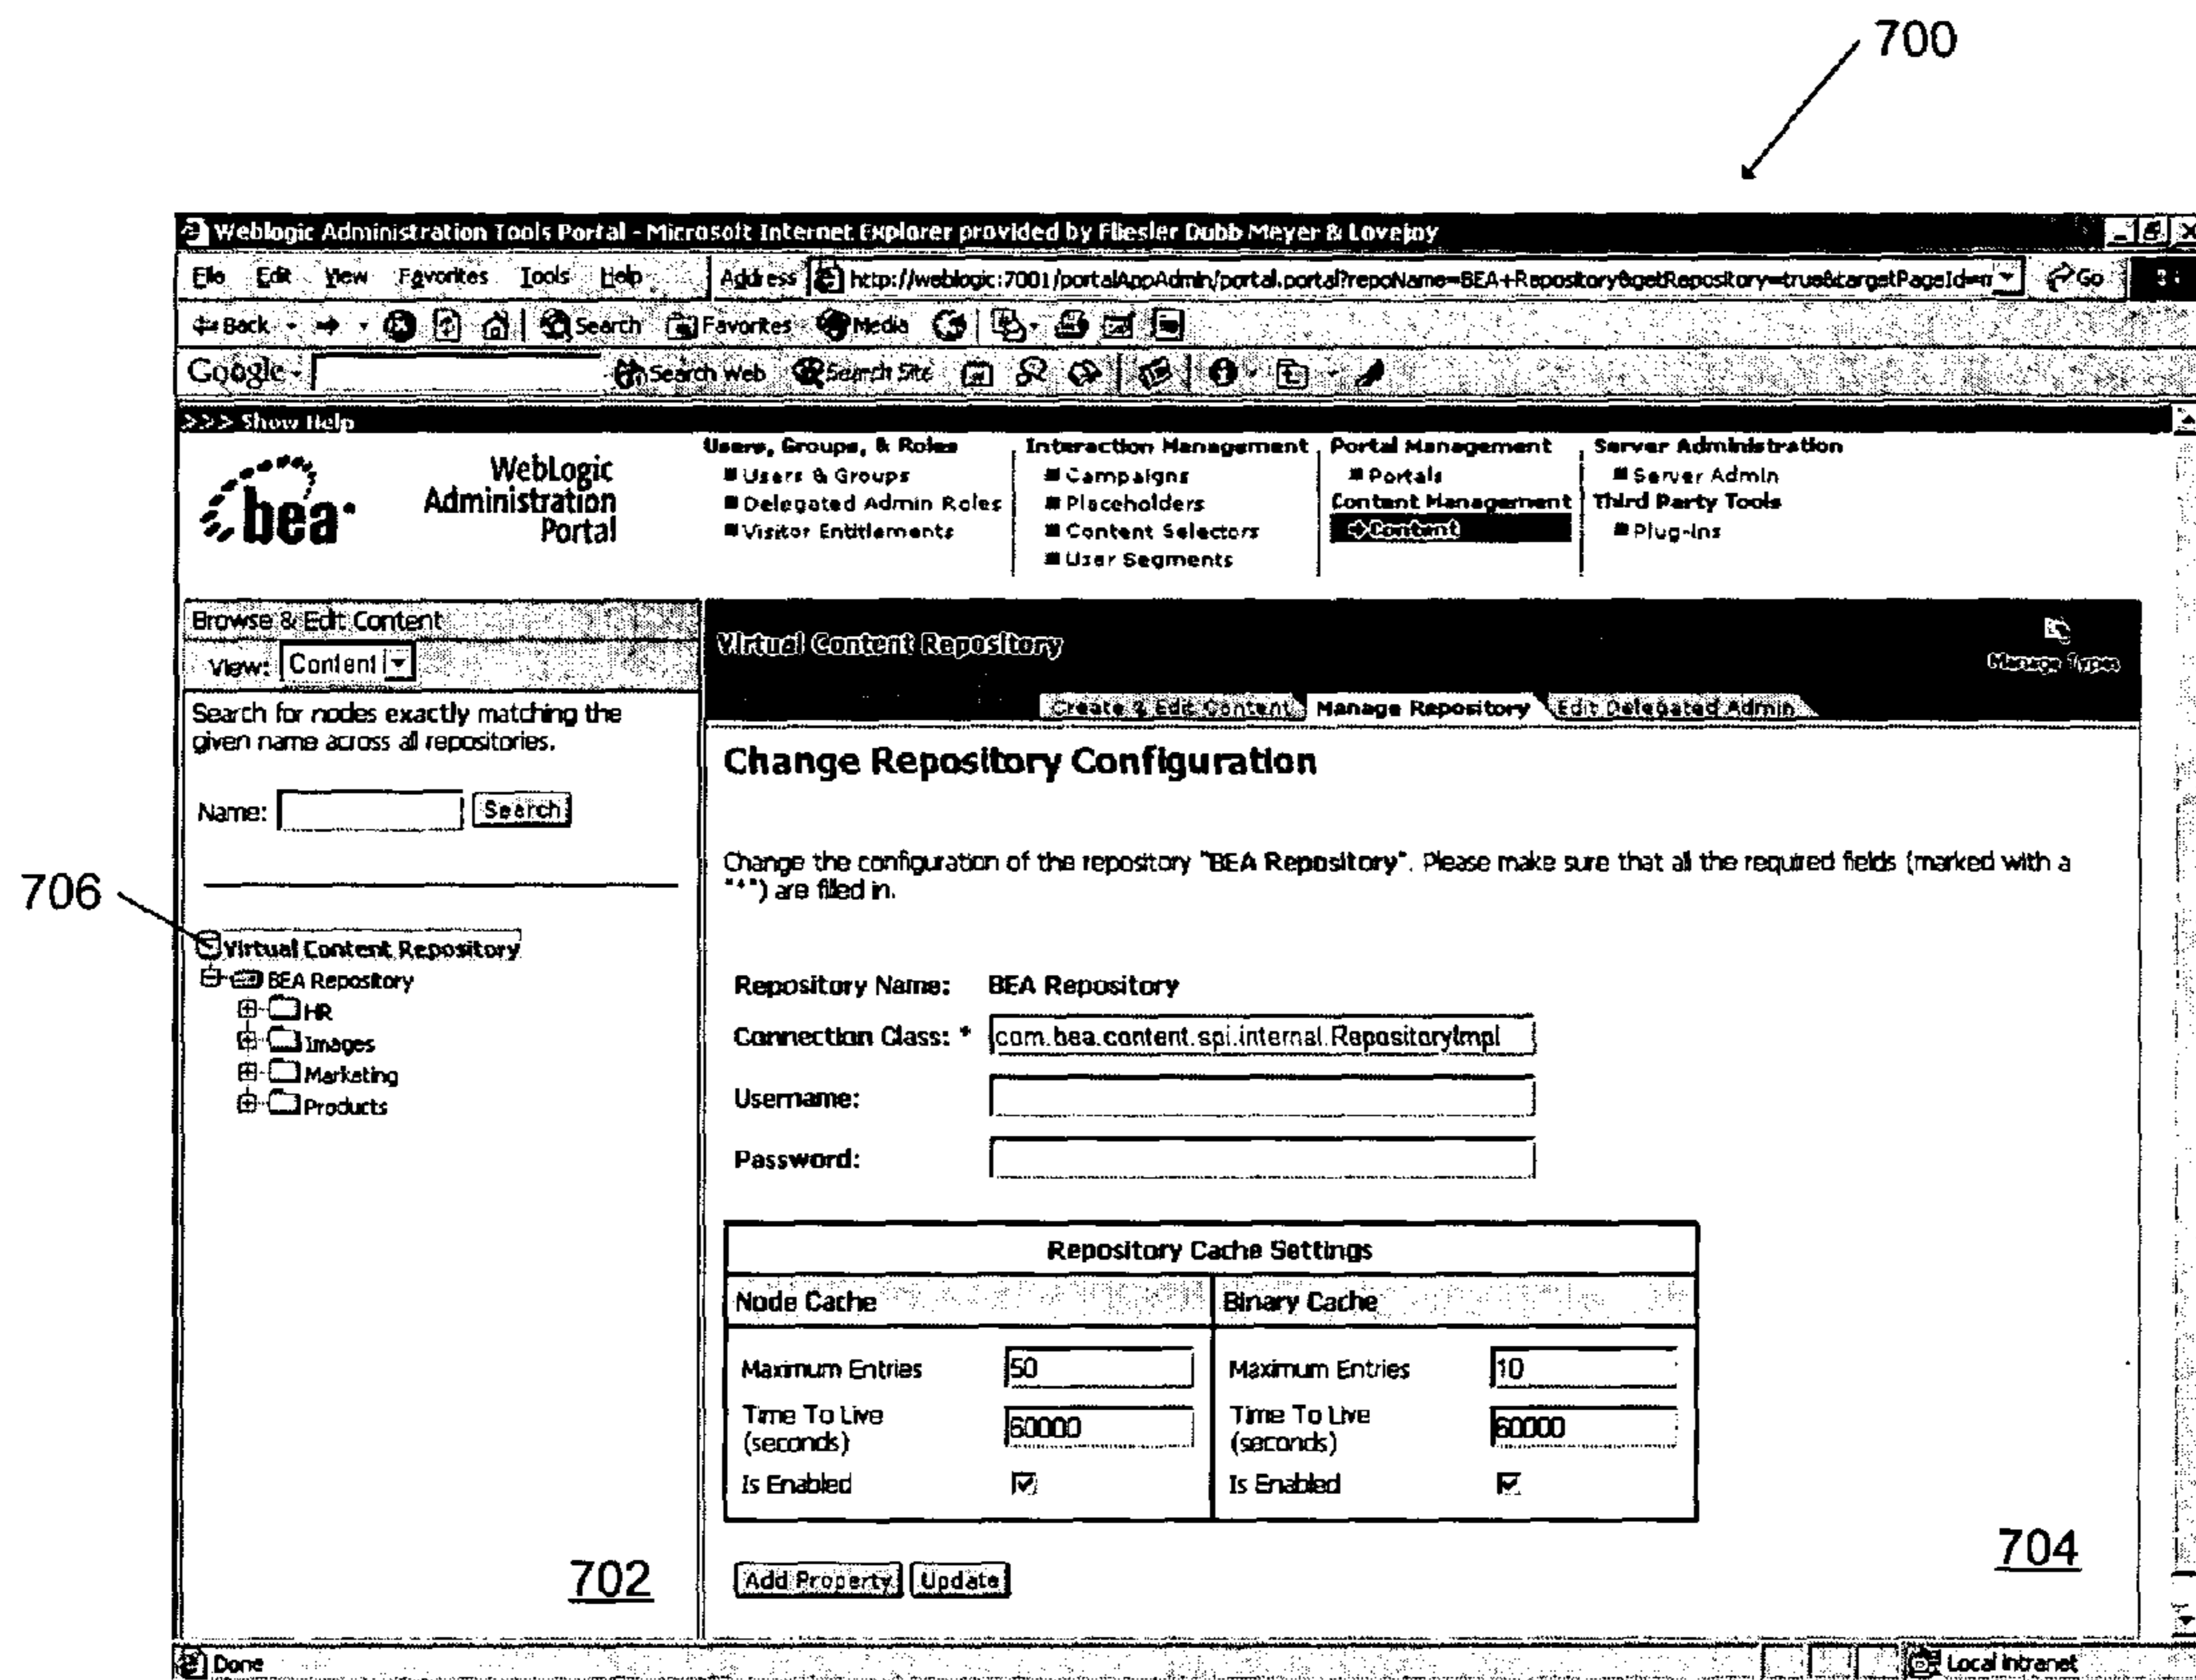 700
Weblogic Administration Tools Portal - Microsoft Internet Explorer provided by Fliesler Dubb Meyer & Lovejoy
File Edit View Favorites Tools Help Address http://weblogic:7001/portalAppAdmin/portal.portal?repoName=BEA+Repository&getRepository=true&targetPageId=m Go
Back Search Favorites Media
Google Search Web Search Site
>>> Show Help
bea
WebLogic
Administration
Portal
Users, Groups, & Roles
Users & Groups
Delegated Admin Roles
Visitor Entitlements
Interaction Management
Campaigns
Placeholders
Content Selectors
User Segments
Portal Management
Portals
Content Management
Content
Server Administration
Server Admin
Third Party Tools
Plug-ins
Browse & Edit Content
View: Content
Search for nodes exactly matching the
given name across all repositories.
Name: Search
706
Virtual Content Repository
BEA Repository
HR
Images
Marketing
Products
702
Virtual Content Repository
Manage Types
Create & Edit Content Manage Repository Edit Delegated Admin
Change Repository Configuration
Change the configuration of the repository "BEA Repository". Please make sure that all the required fields (marked with a
"*") are filled in.
Repository Name: BEA Repository
Connection Class: * com.bea.content.spi.internal.RepositoryImpl
Username:
Password:
Repository Cache Settings
Node Cache Binary Cache
Maximum Entries 50 Maximum Entries 10
Time To Live
(seconds) 60000
Time To Live
(seconds) 60000
Is Enabled Is Enabled
704
Add Property Update
Done Local intranet